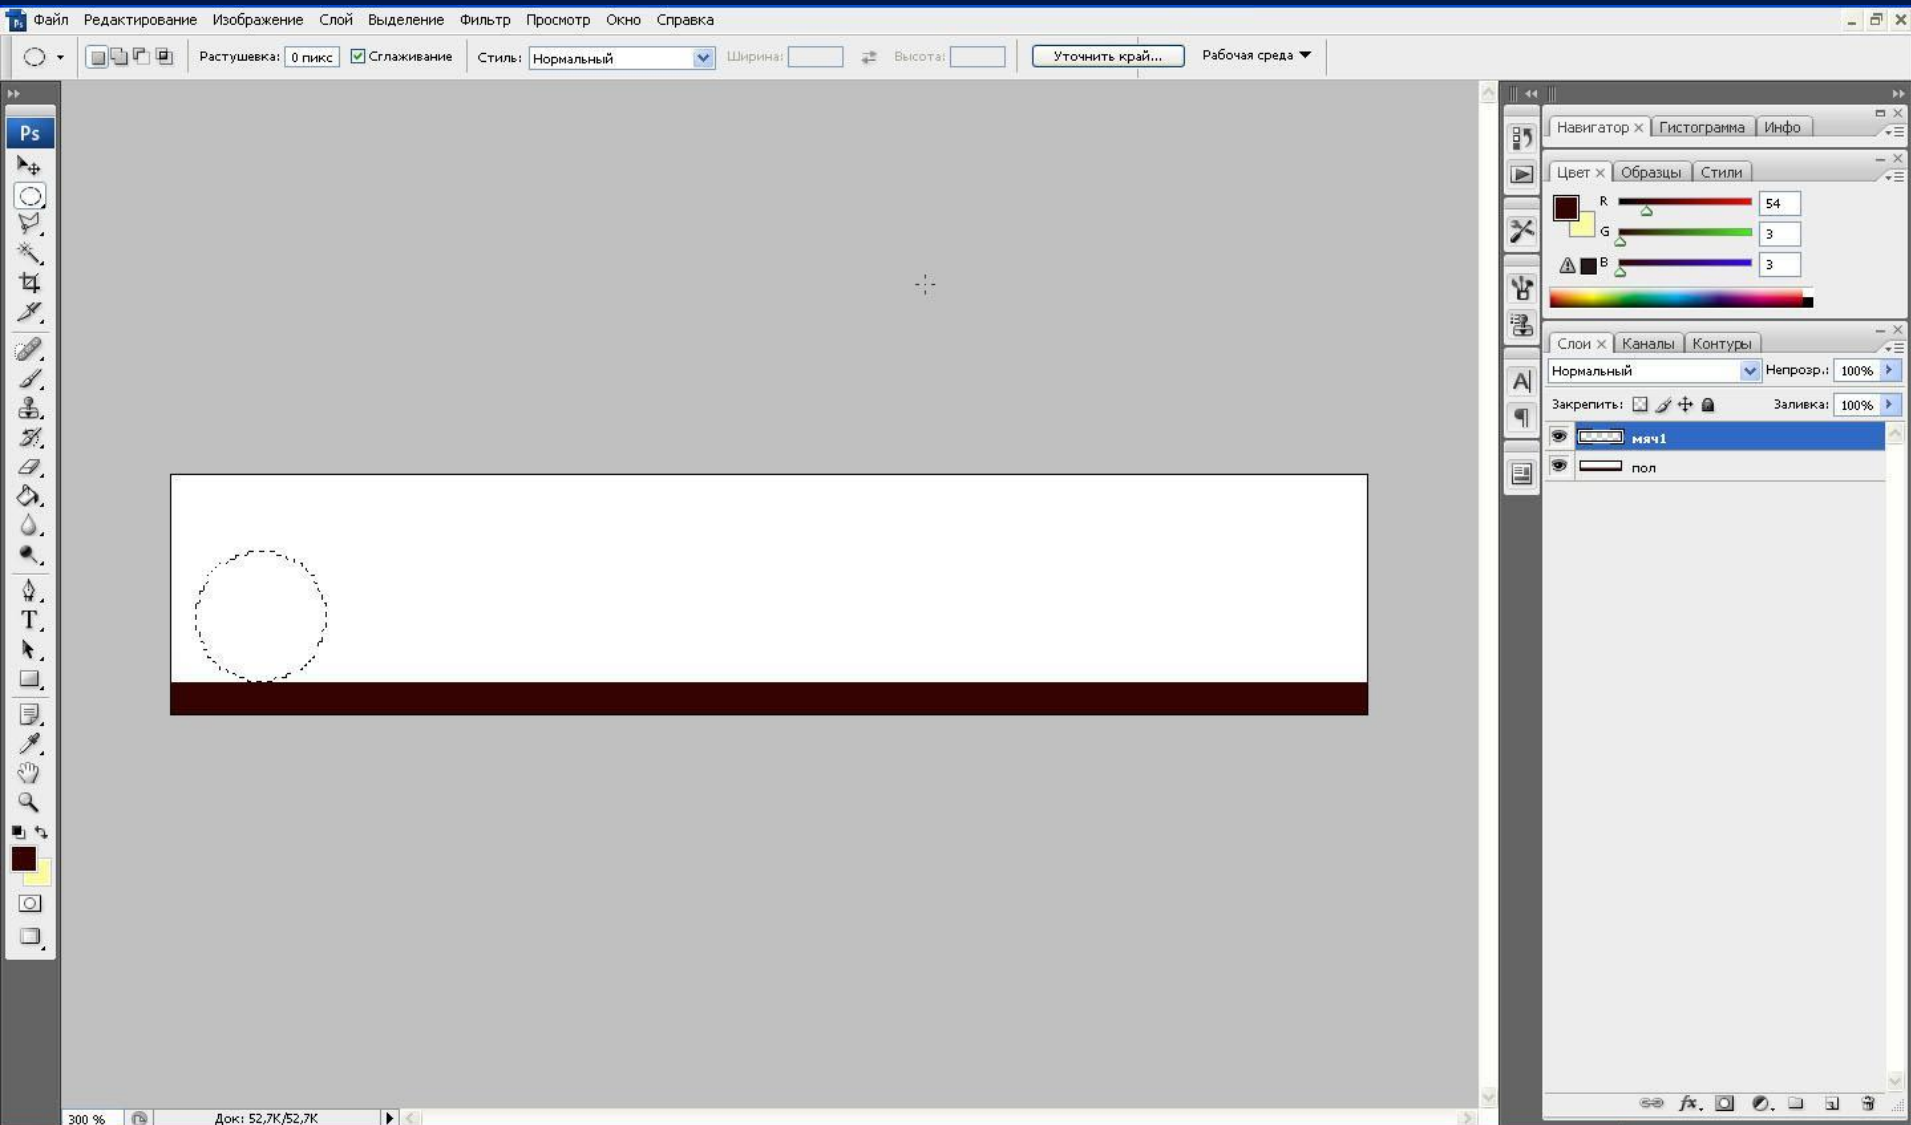 Файл Редактирование Изображение Слой Выделение Фильтр Просмотр Окно Справка
Растушевка: 0 пикс Сглаживание Стиль: Нормальный Ширина: Высота: Уточнить край... Рабочая среда
Ps
Навигатор Гистограмма Инфо
Цвет Образцы Стили
R 54
G 3
B 3
Слои Каналы Контуры
Нормальный Непрозр.: 100%
Закрепить: Заливка: 100%
мяч1
пол
300 % Док: 52,7К/52,7К